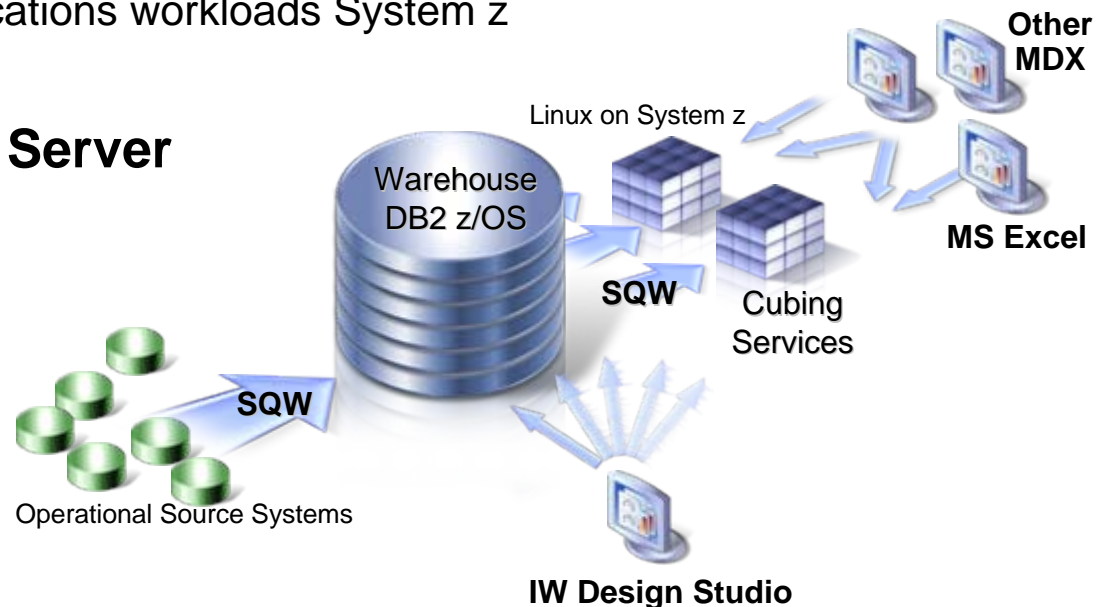 cations workloads System z
Other
MDX
Linux on System z
Server
Warehouse
DB2 z/OS
MS Excel
SQW
Cubing
Services
SQW
Operational Source Systems
IW Design Studio